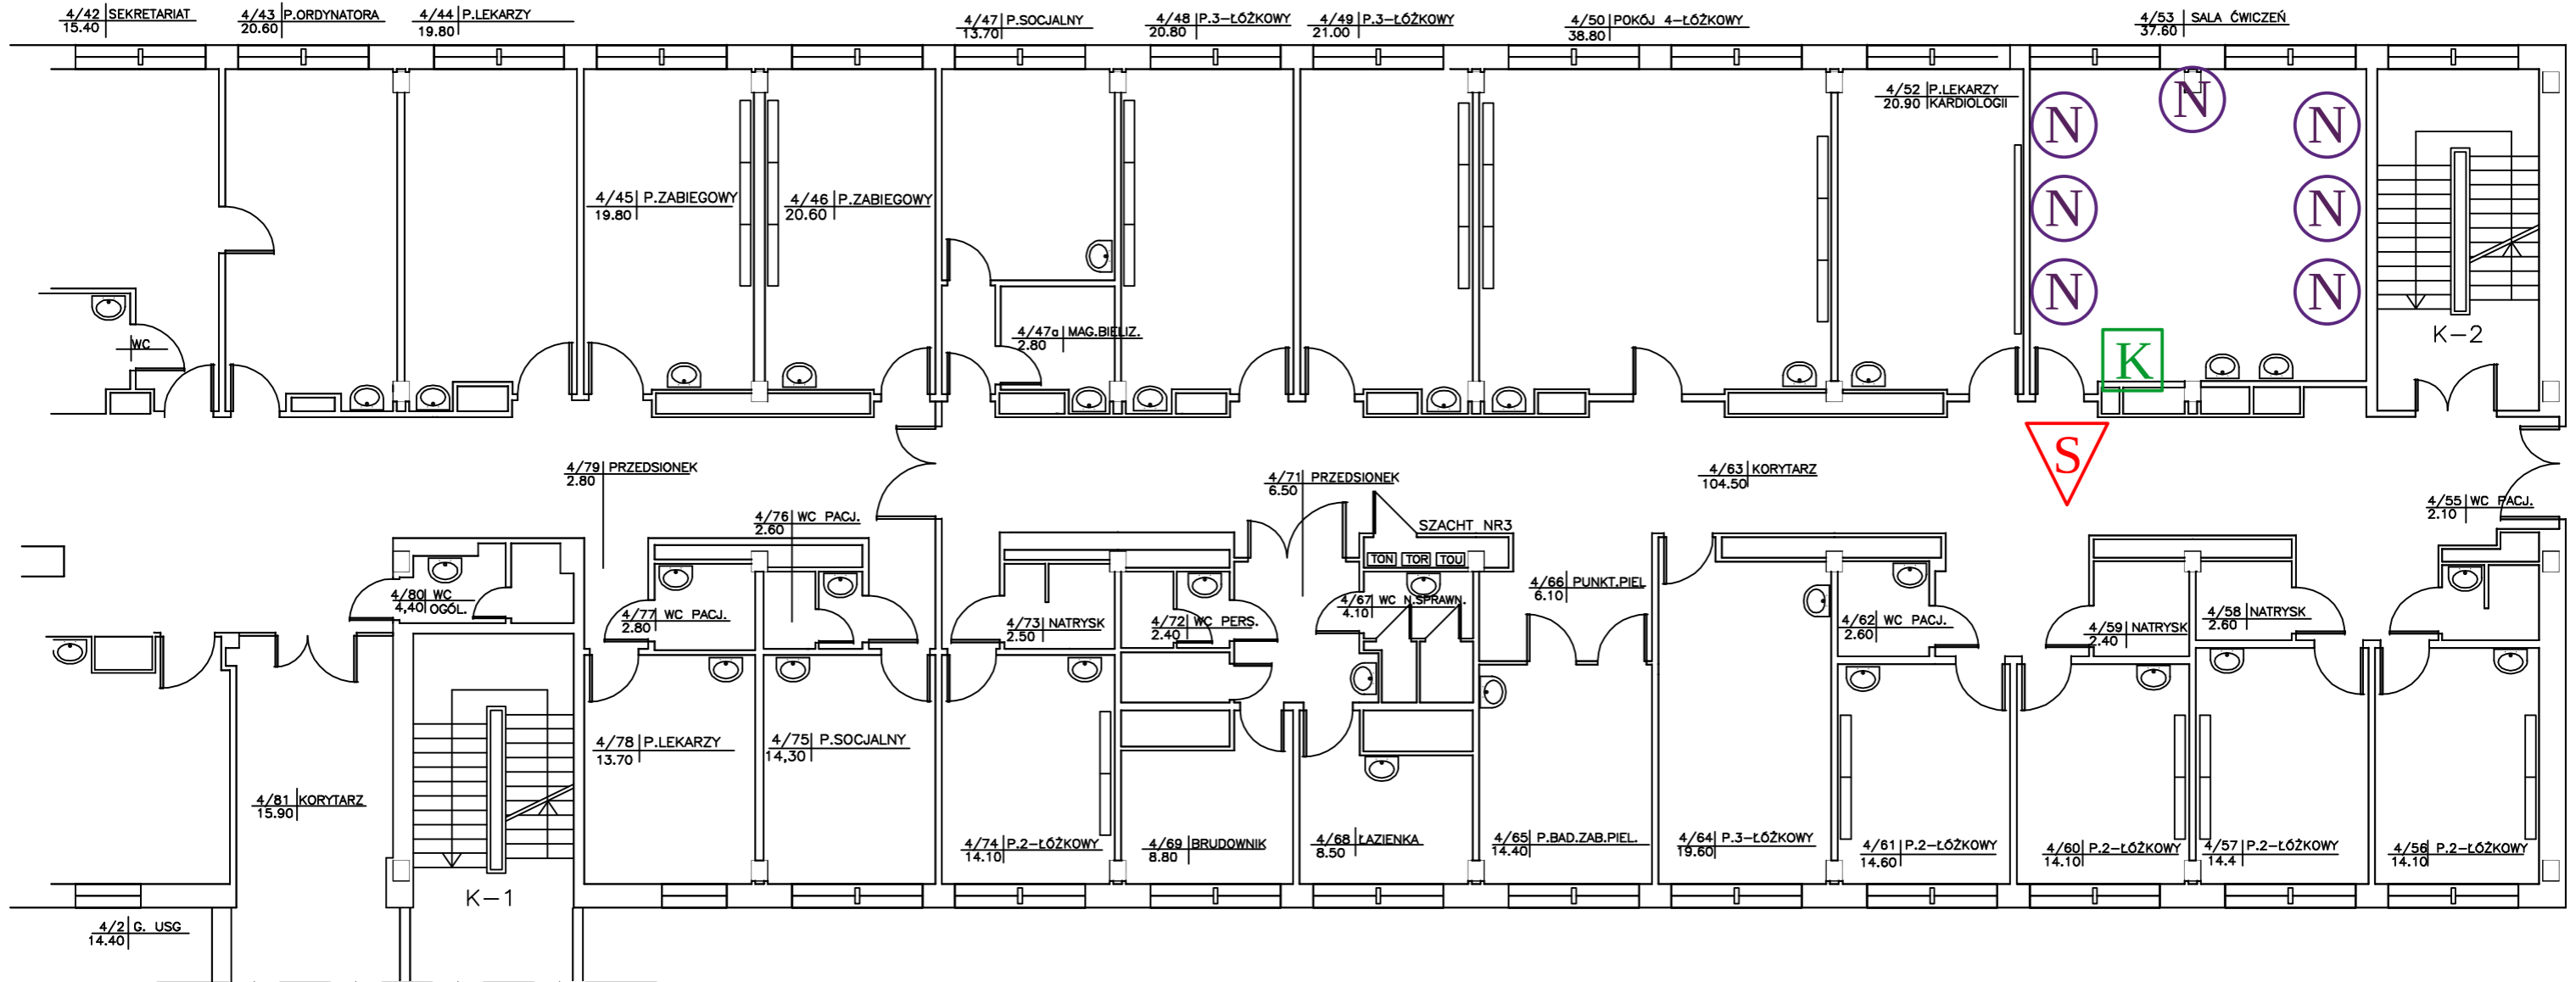 4/42 SEKRETARIAT
15.40
4/43 P.ORDYNATORA
20.60
4/44 P.LEKARZY
19.80
4/47 P.SOCJALNY
13.70
4/48 P.3-ŁÓŻKOWY
20.80
4/49 P.3-ŁÓŻKOWY
21.00
4/50 POKÓJ 4-ŁÓŻKOWY
38.80
4/53 SALA ĆWICZEŃ
37.60
4/52 P.LEKARZY
20.90 KARDIOLOGII
N
N
N
N
N
N
N
4/45 P.ZABIEGOWY
19.80
4/46 P.ZABIEGOWY
20.60
4/47a MAG.BIELIZ.
2.80
WC
K-2
K
S
4/79 PRZEDSIONEK
2.80
4/71 PRZEDSIONEK
6.50
4/63 KORYTARZ
104.50
4/55 WC PACJ.
2.10
4/76 WC PACJ.
2.60
SZACHT NR3
TON TOR TOU
4/80 WC
4,40 OGÓL.
4/77 WC PACJ.
2.80
4/73 NATRYSK
2.50
4/72 WC PERS.
2.40
4/67 WC N.SPRAWN.
4.10
4/66 PUNKT.PIEL
6.10
4/62 WC PACJ.
2.60
4/59 NATRYSK
2.40
4/58 NATRYSK
2.60
4/78 P.LEKARZY
13.70
4/75 P.SOCJALNY
14,30
4/81 KORYTARZ
15.90
4/74 P.2-ŁÓŻKOWY
14.10
4/69 BRUDOWNIK
8.80
4/68 ŁAZIENKA
8.50
4/65 P.BAD.ZAB.PIEL.
14.40
4/64 P.3-ŁÓŻKOWY
19.60
4/61 P.2-ŁÓŻKOWY
14.60
4/60 P.2-ŁÓŻKOWY
14.10
4/57 P.2-ŁÓŻKOWY
14.4
4/56 P.2-ŁÓŻKOWY
14.10
K-1
4/2 G. USG
14.40